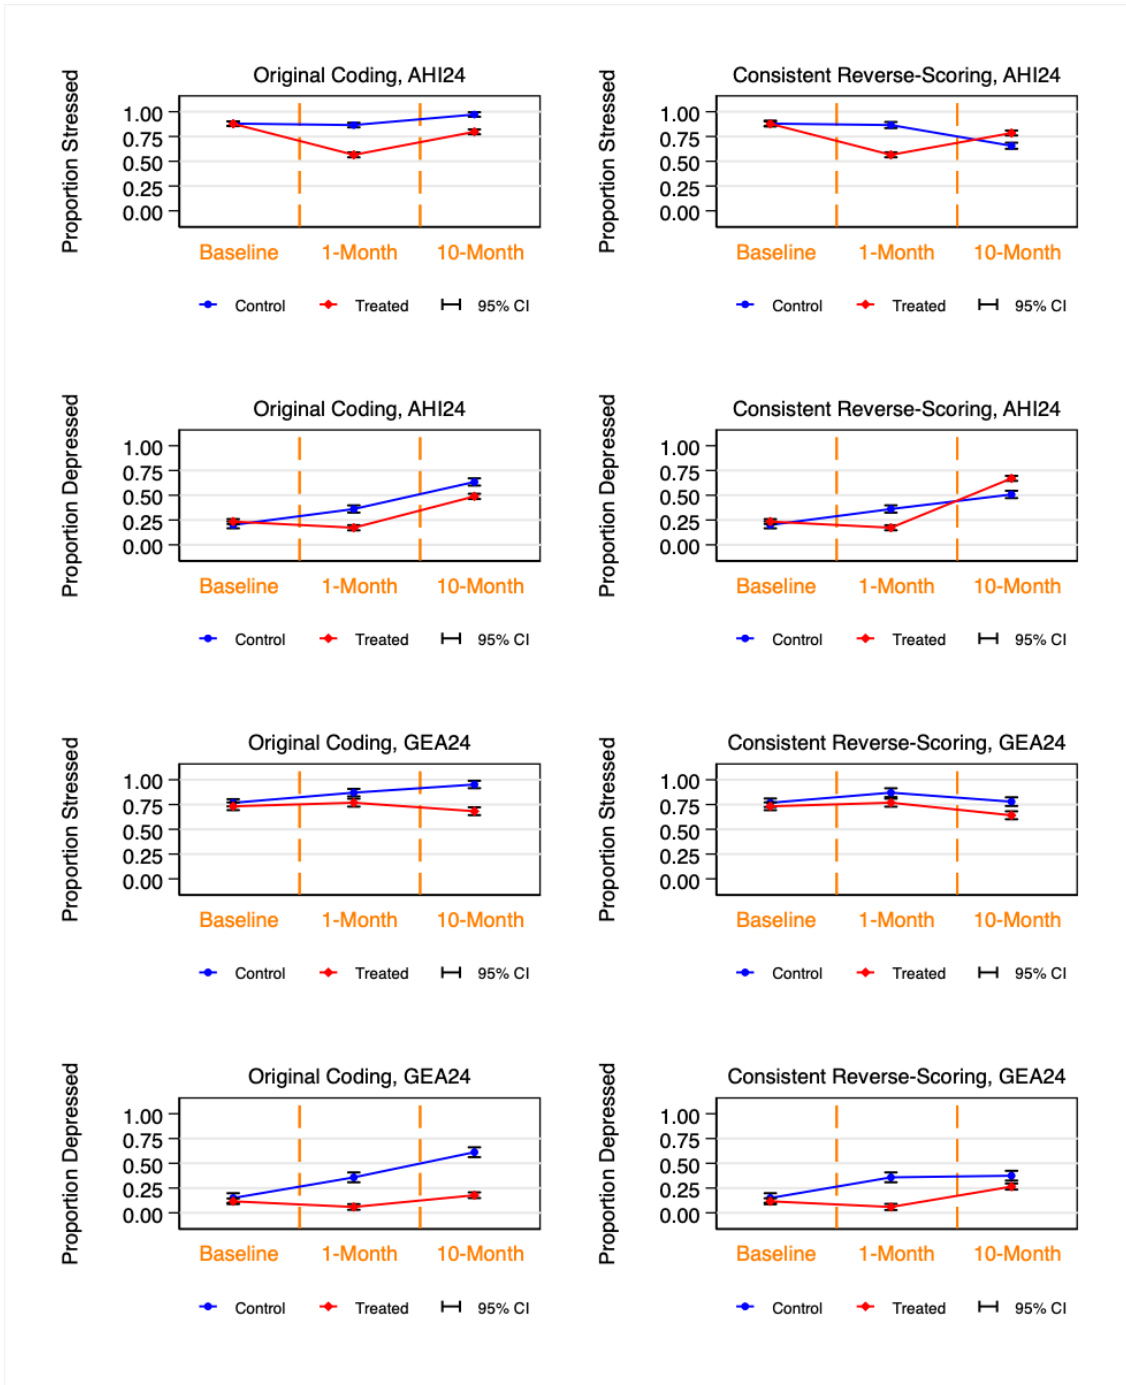 Original Coding, AHI24
Proportion Stressed
1.00
0.75
0.50
0.25
0.00
Baseline 1-Month 10-Month
Control Treated 95% CI
Consistent Reverse-Scoring, AHI24
Proportion Stressed
1.00
0.75
0.50
0.25
0.00
Baseline 1-Month 10-Month
Control Treated 95% CI
Original Coding, AHI24
Proportion Depressed
1.00
0.75
0.50
0.25
0.00
Baseline 1-Month 10-Month
Control Treated 95% CI
Consistent Reverse-Scoring, AHI24
Proportion Depressed
1.00
0.75
0.50
0.25
0.00
Baseline 1-Month 10-Month
Control Treated 95% CI
Original Coding, GEA24
Proportion Stressed
1.00
0.75
0.50
0.25
0.00
Baseline 1-Month 10-Month
Control Treated 95% CI
Consistent Reverse-Scoring, GEA24
Proportion Stressed
1.00
0.75
0.50
0.25
0.00
Baseline 1-Month 10-Month
Control Treated 95% CI
Original Coding, GEA24
Proportion Depressed
1.00
0.75
0.50
0.25
0.00
Baseline 1-Month 10-Month
Control Treated 95% CI
Consistent Reverse-Scoring, GEA24
Proportion Depressed
1.00
0.75
0.50
0.25
0.00
Baseline 1-Month 10-Month
Control Treated 95% CI